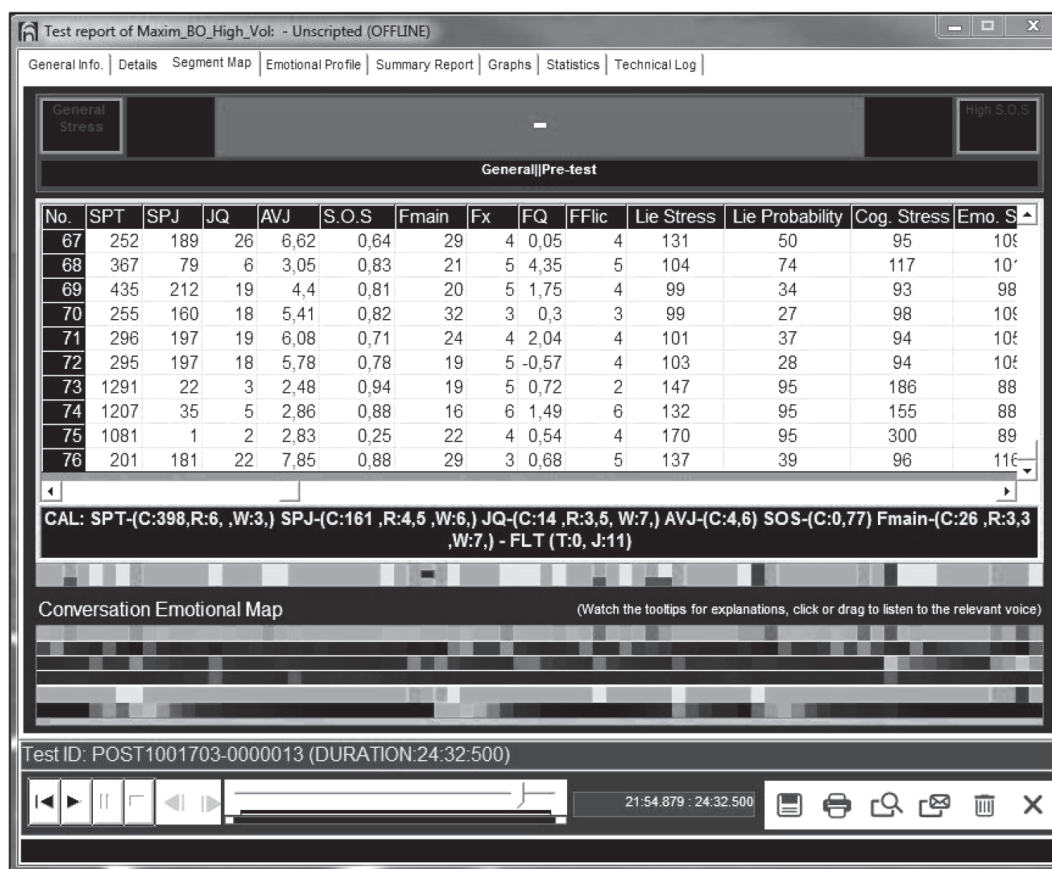 Test report of Maxim_BO_High_Vol: - Unscripted (OFFLINE)
General Info. Details Segment Map Emotional Profile Summary Report Graphs Statistics Technical Log
General Stress
High S.O.S
General||Pre-test
No. SPT SPJ JQ AVJ S.O.S Fmain Fx FQ FFlic Lie Stress Lie Probability Cog. Stress Emo. S
67 252 189 26 6,62 0,64 29 4 0,05 4 131 50 95 109
68 367 79 6 3,05 0,83 21 5 4,35 5 104 74 117
69 435 212 19 4,4 0,81 20 5 1,75 4 99 34 93 98
70 255 160 18 5,41 0,82 32 3 0,3 3 99 27 98 109
71 296 197 19 6,08 0,71 24 4 2,04 4 101 37 94 105
72 295 197 18 5,78 0,78 19 5 -0,57 4 103 28 94 105
73 1291 22 3 2,48 0,94 19 5 0,72 2 147 95 186 88
74 1207 35 5 2,86 0,88 16 6 1,49 6 132 95 155 88
75 1081 1 2 2,83 0,25 22 4 0,54 4 170 95 300 89
76 201 181 22 7,85 0,88 29 3 0,68 5 137 39 96 116
CAL: SPT-(C:398,R:6, ,W:3,) SPJ-(C:161 ,R:4,5 ,W:6,) JQ-(C:14 ,R:3,5, W:7,) AVJ-(C:4,6) SOS-(C:0,77) Fmain-(C:26 ,R:3,3
,W:7,) - FLT (T:0, J:11)
Conversation Emotional Map (Watch the tooltips for explanations, click or drag to listen to the relevant voice)
Test ID: POST1001703-0000013 (DURATION:24:32:500)
21:54.879 : 24:32.500